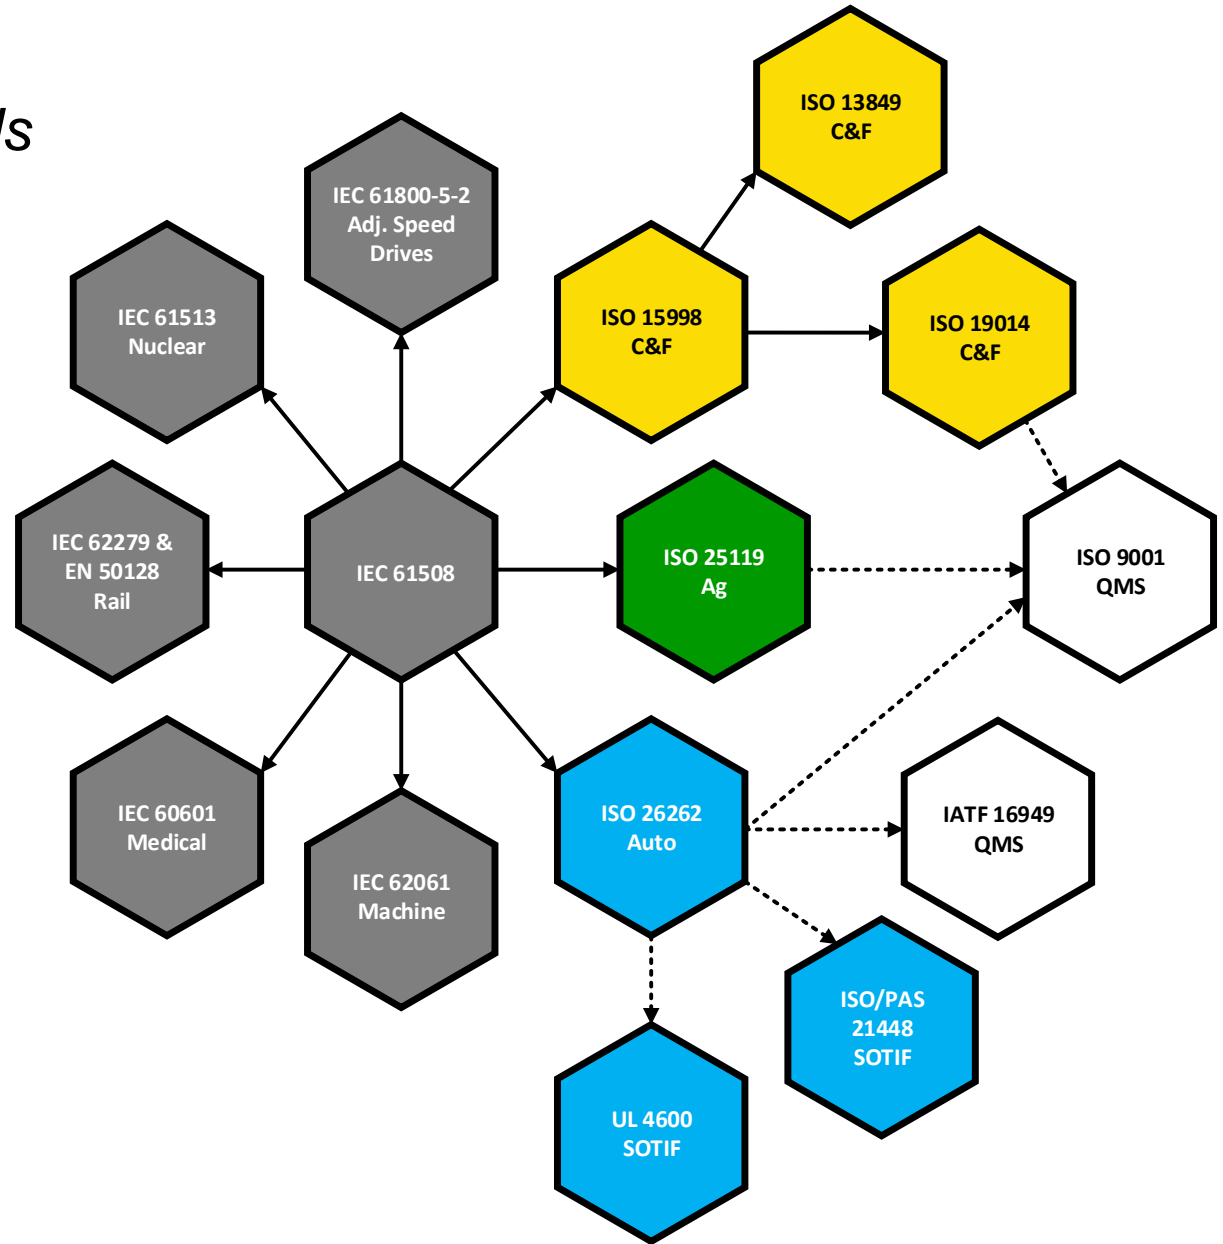 ISO 13849
C&F
IEC 61800-5-2
Adj. Speed
Drives
IEC 61513
Nuclear
ISO 15998
C&F
ISO 19014
C&F
IEC 62279 &
EN 50128
Rail
IEC 61508
ISO 25119
Ag
ISO 9001
QMS
IEC 60601
Medical
IEC 62061
Machine
ISO 26262
Auto
IATF 16949
QMS
ISO/PAS
21448
SOTIF
UL 4600
SOTIF